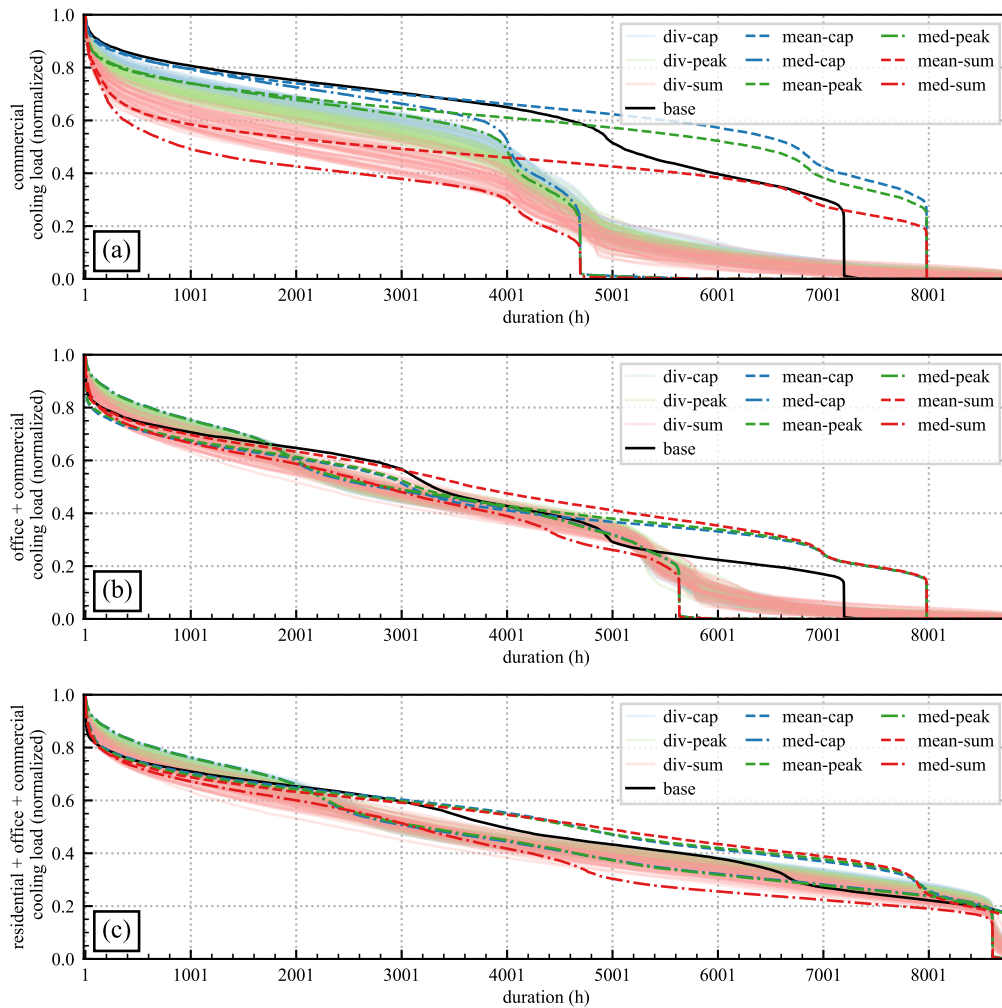 1.0
0.8
0.6
0.4
0.2
0.0
commercial
cooling load (normalized)
div-cap
div-peak
div-sum
mean-cap
med-cap
base
mean-peak
med-peak
mean-sum
med-sum
(a)
1 1001 2001 3001 4001 5001 6001 7001 8001
duration (h)
1.0
0.8
0.6
0.4
0.2
0.0
office + commercial
cooling load (normalized)
div-cap
div-peak
div-sum
mean-cap
med-cap
base
mean-peak
med-peak
mean-sum
med-sum
(b)
1 1001 2001 3001 4001 5001 6001 7001 8001
duration (h)
1.0
0.8
0.6
0.4
0.2
0.0
residential + office + commercial
cooling load (normalized)
div-cap
div-peak
div-sum
mean-cap
med-cap
base
mean-peak
med-peak
mean-sum
med-sum
(c)
1 1001 2001 3001 4001 5001 6001 7001 8001
duration (h)